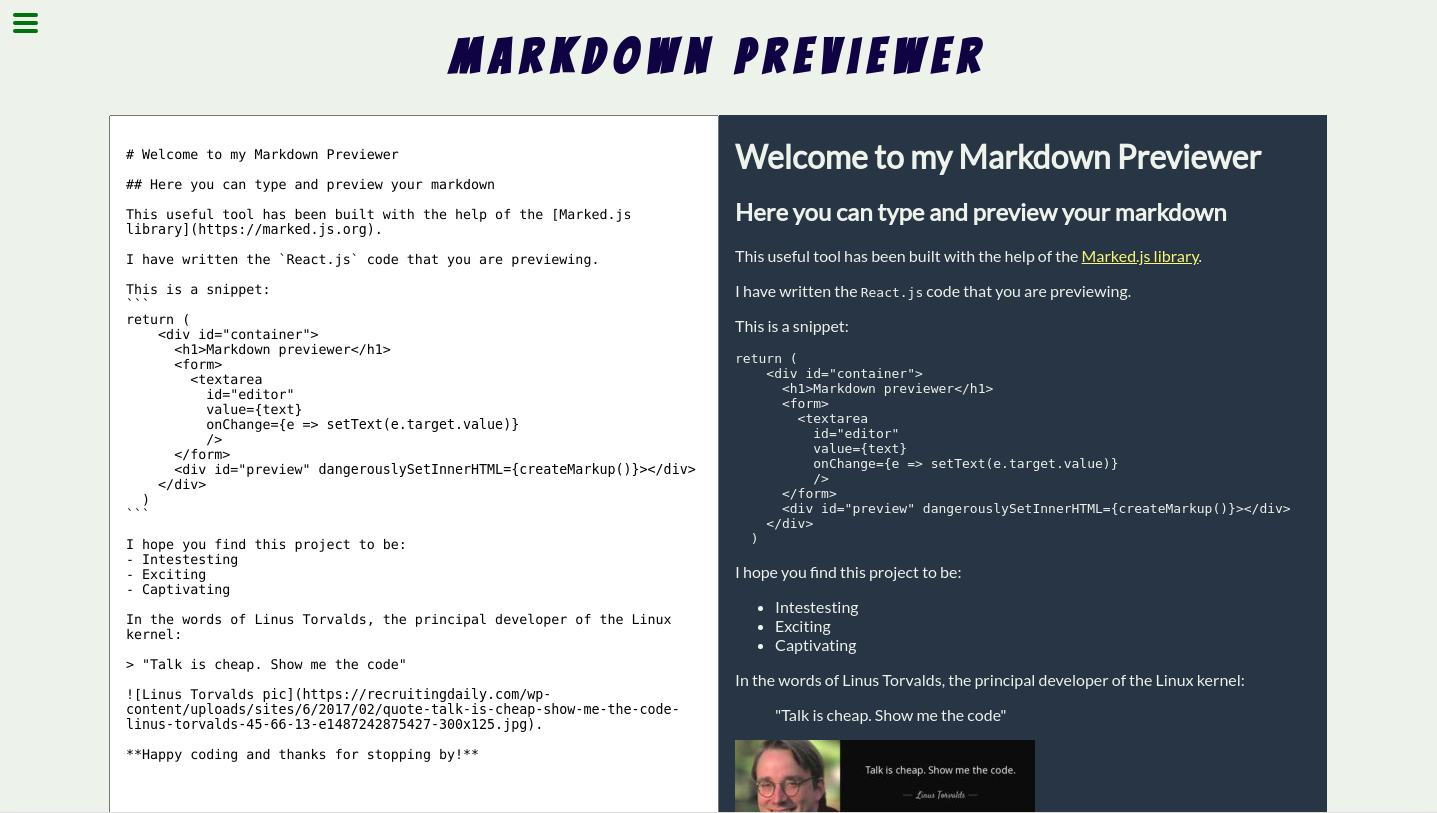 MARKDOWN PREVIEWER
# Welcome to my Markdown Previewer
## Here you can type and preview your markdown
This useful tool has been built with the help of the [Marked.js
library](https://marked.js.org).
I have written the `React.js` code that you are previewing.
This is a snippet:
```
return (
    <div id="container">
      <h1>Markdown previewer</h1>
      <form>
        <textarea
          id="editor"
          value={text}
          onChange={e => setText(e.target.value)}
          />
      </form>
      <div id="preview" dangerouslySetInnerHTML={createMarkup()}></div>
    </div>
  )
```
I hope you find this project to be:
- Intestesting
- Exciting
- Captivating
In the words of Linus Torvalds, the principal developer of the Linux
kernel:
> "Talk is cheap. Show me the code"
![Linus Torvalds pic](https://recruitingdaily.com/wp-
content/uploads/sites/6/2017/02/quote-talk-is-cheap-show-me-the-code-
linus-torvalds-45-66-13-e1487242875427-300x125.jpg).
**Happy coding and thanks for stopping by!**
Welcome to my Markdown Previewer
Here you can type and preview your markdown
This useful tool has been built with the help of the Marked.js library.
I have written the React.js code that you are previewing.
This is a snippet:
return (
    <div id="container">
      <h1>Markdown previewer</h1>
      <form>
        <textarea
          id="editor"
          value={text}
          onChange={e => setText(e.target.value)}
          />
      </form>
      <div id="preview" dangerouslySetInnerHTML={createMarkup()}></div>
    </div>
  )
I hope you find this project to be:
• Intestesting
• Exciting
• Captivating
In the words of Linus Torvalds, the principal developer of the Linux kernel:
"Talk is cheap. Show me the code"
Talk is cheap. Show me the code.
— Linus Torvalds —